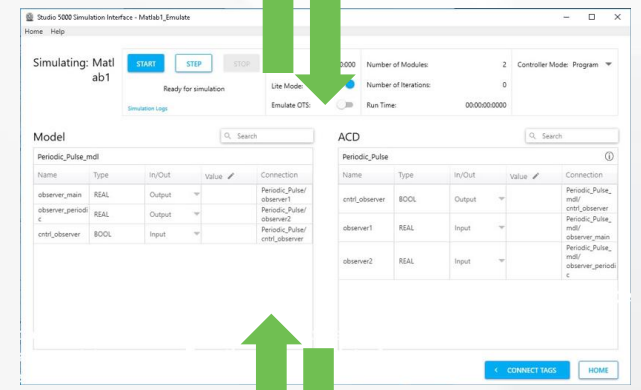 Studio 5000 Simulation Interface - Matlab1_Emulate
Home Help
Simulating: Matl
ab1
START STEP STOP
Ready for simulation
Simulation Logs
Lite Mode:
Emulate OTS:
Number of Modules: 2
Number of Iterations: 0
Run Time: 00:00:00:0000
Controller Mode: Program
Model
Search
Periodic_Pulse_mdl
Name Type In/Out Value Connection
observer_main REAL Output Periodic_Pulse/
observer1
observer_periodi
c REAL Output Periodic_Pulse/
observer2
cntrl_observer BOOL Input Periodic_Pulse/
cntrl_observer
ACD
Search
Periodic_Pulse
Name Type In/Out Value Connection
cntrl_observer BOOL Output Periodic_Pulse_
mdl/
cntrl_observer
observer1 REAL Input Periodic_Pulse_
mdl/
observer_main
observer2 REAL Input Periodic_Pulse_
mdl/
observer_periodi
c
< CONNECT TAGS HOME